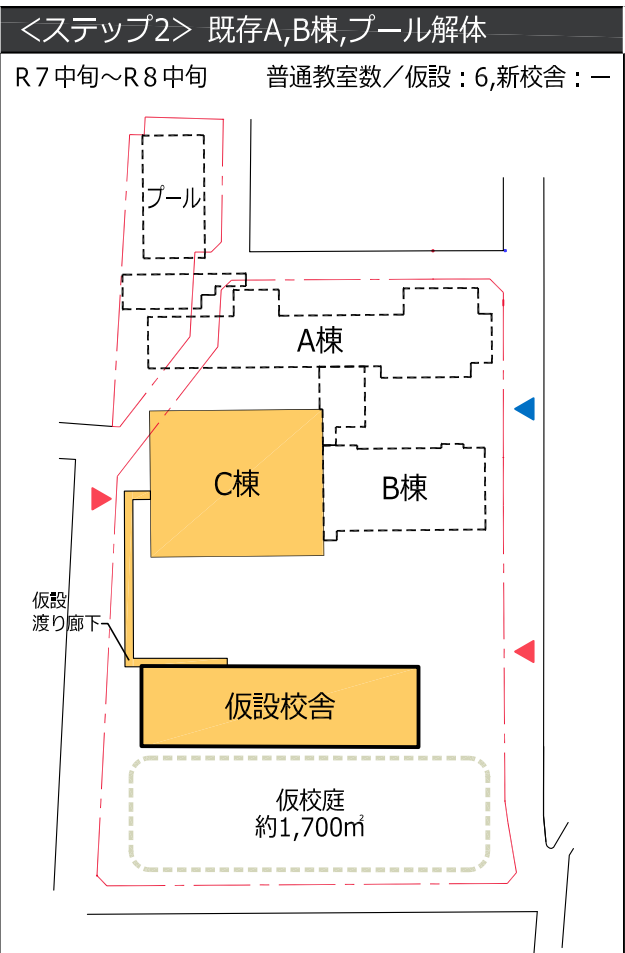 ＜ステップ2＞ 既存A,B棟,プール解体
R７中旬～R８中旬　普通教室数／仮設：6,新校舎：－
プール
A棟
C棟
B棟
仮設
渡り廊下
仮設校舎
仮校庭
約1,700㎡